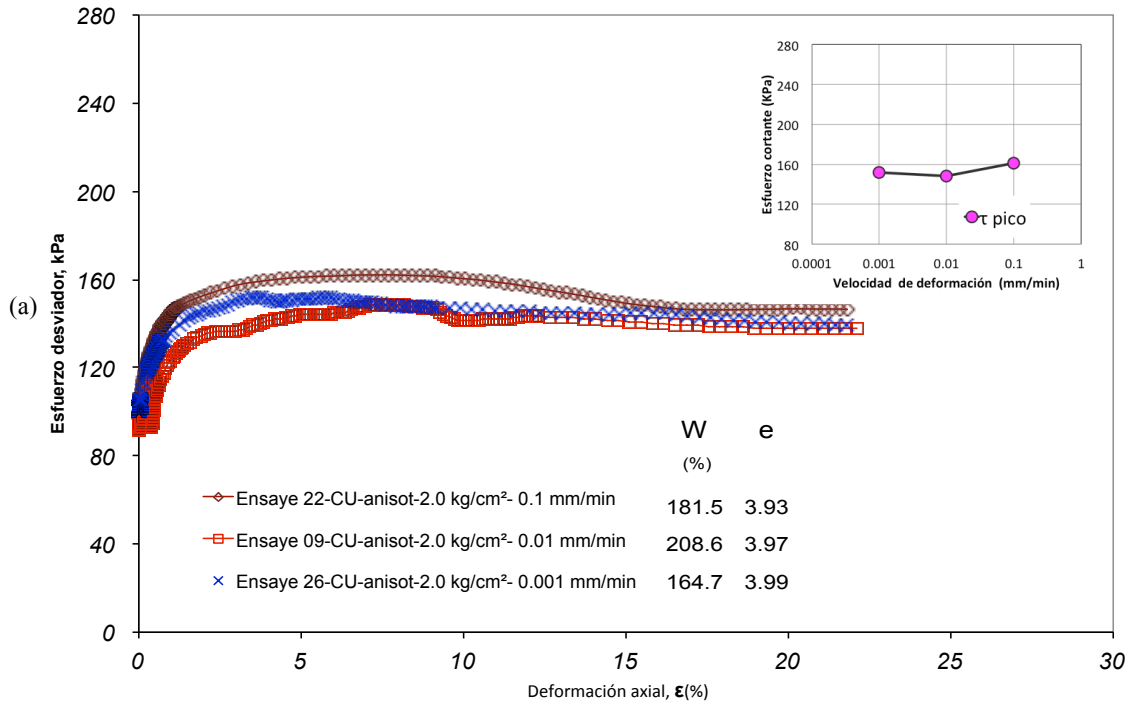 (a)
Esfuerzo desviador, kPa
280
240
200
160
120
80
40
0
0 5 10 15 20 25 30
Deformación axial, ε(%)
W e
(%)
Ensaye 22-CU-anisot-2.0 kg/cm²- 0.1 mm/min 181.5 3.93
Ensaye 09-CU-anisot-2.0 kg/cm²- 0.01 mm/min 208.6 3.97
Ensaye 26-CU-anisot-2.0 kg/cm²- 0.001 mm/min 164.7 3.99
Esfuerzo cortante (KPa)
280
240
200
160
120
80
τ pico
0.0001 0.001 0.01 0.1 1
Velocidad de deformación (mm/min)